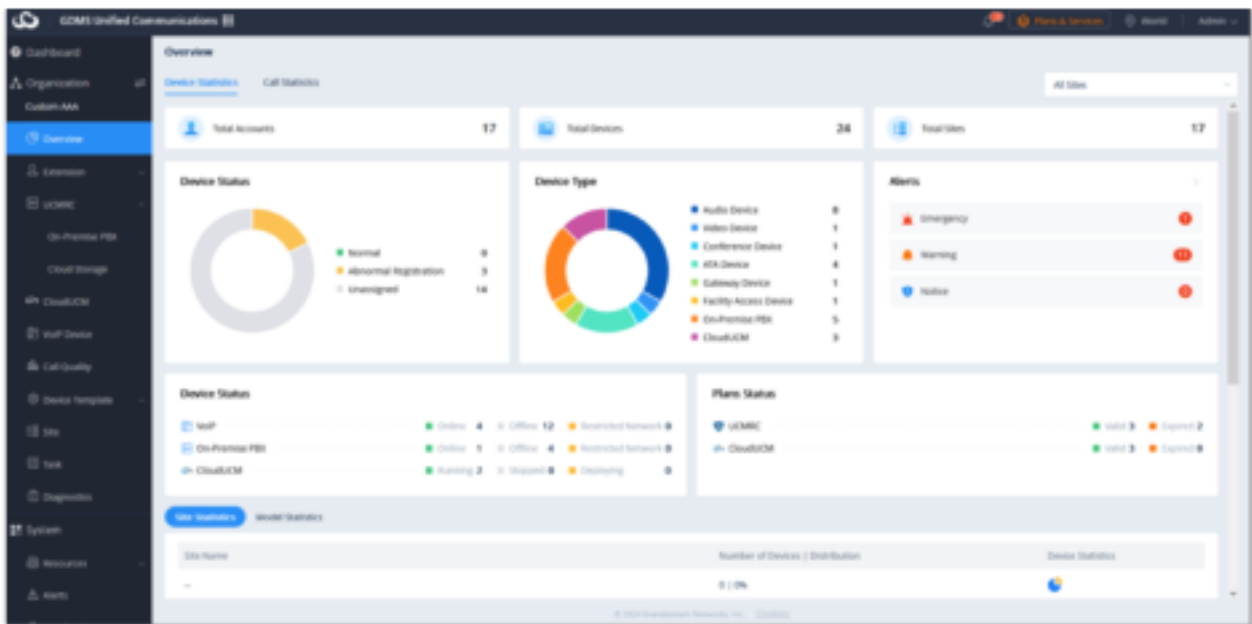 GDMS Unified Communications
Plans & Services World Admin
Dashboard
Organization
Custom AAA
Overview
Extension
UCMRC
On-Premise PBX
Cloud Storage
CloudUCM
VoIP Device
Call Quality
Device Template
Site
Task
Diagnostics
System
Resources
Alerts
Overview
Device Statistics Call Statistics
All Sites
Total Accounts 17
Total Devices 24
Total Sites 17
Device Status
Normal 0
Abnormal Registration 3
Unassigned 14
Device Type
Audio Device 8
Video Device 1
Conference Device 1
ATA Device 4
Gateway Device 1
Facility Access Device 1
On-Premise PBX 5
CloudUCM 3
Alerts
Emergency
Warning
Notice
Device Status
VoIP Online 4 Offline 12 Restricted Network 0
On-Premise PBX Online 1 Offline 4 Restricted Network 0
CloudUCM Running 2 Stopped 0 Deploying 0
Plans Status
UCMRC Valid 3 Expired 2
CloudUCM Valid 3 Expired 0
Site Statistics Model Statistics
Site Name Number of Devices | Distribution Device Statistics
-- 0 | 0%
Grandstream Networks, Inc. Cookies